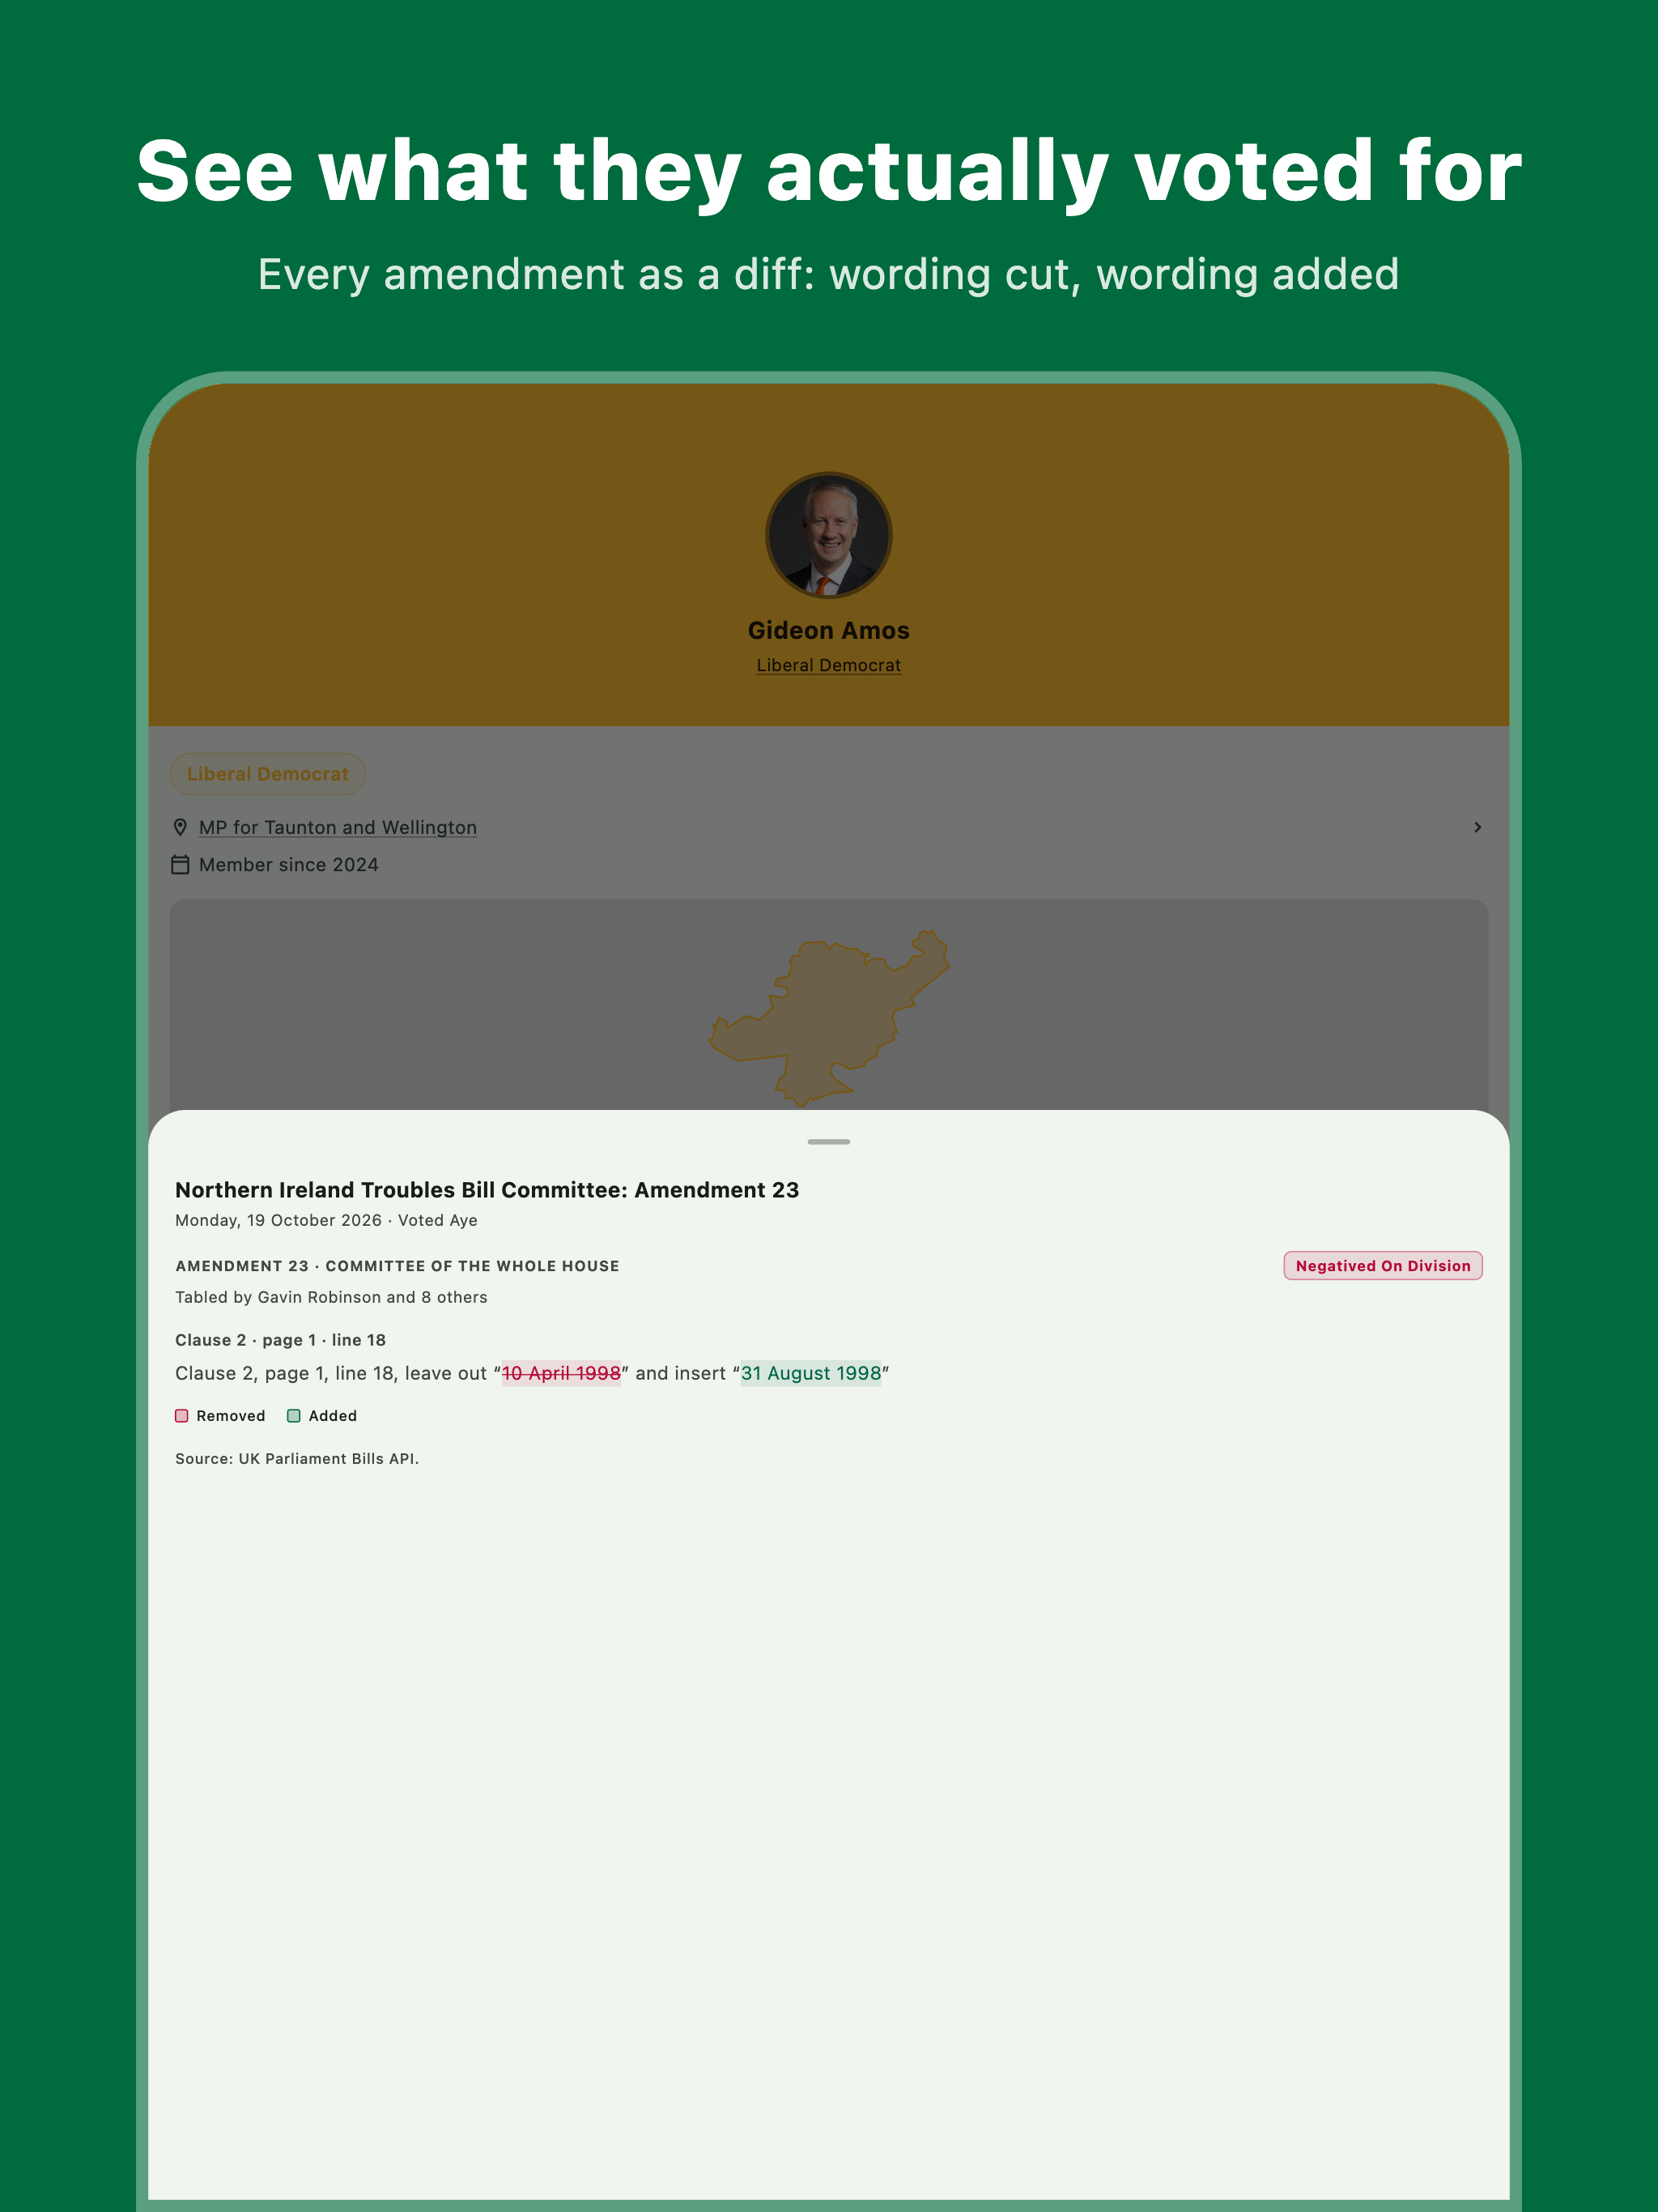 See what they actually voted for
Every amendment as a diff: wording cut, wording added
Gideon Amos
Liberal Democrat
Liberal Democrat
MP for Taunton and Wellington
Member since 2024
Northern Ireland Troubles Bill Committee: Amendment 23
Monday, 19 October 2026 · Voted Aye
AMENDMENT 23 · COMMITTEE OF THE WHOLE HOUSE
Negatived On Division
Tabled by Gavin Robinson and 8 others
Clause 2 · page 1 · line 18
Clause 2, page 1, line 18, leave out “10 April 1998” and insert “31 August 1998”
Removed Added
Source: UK Parliament Bills API.